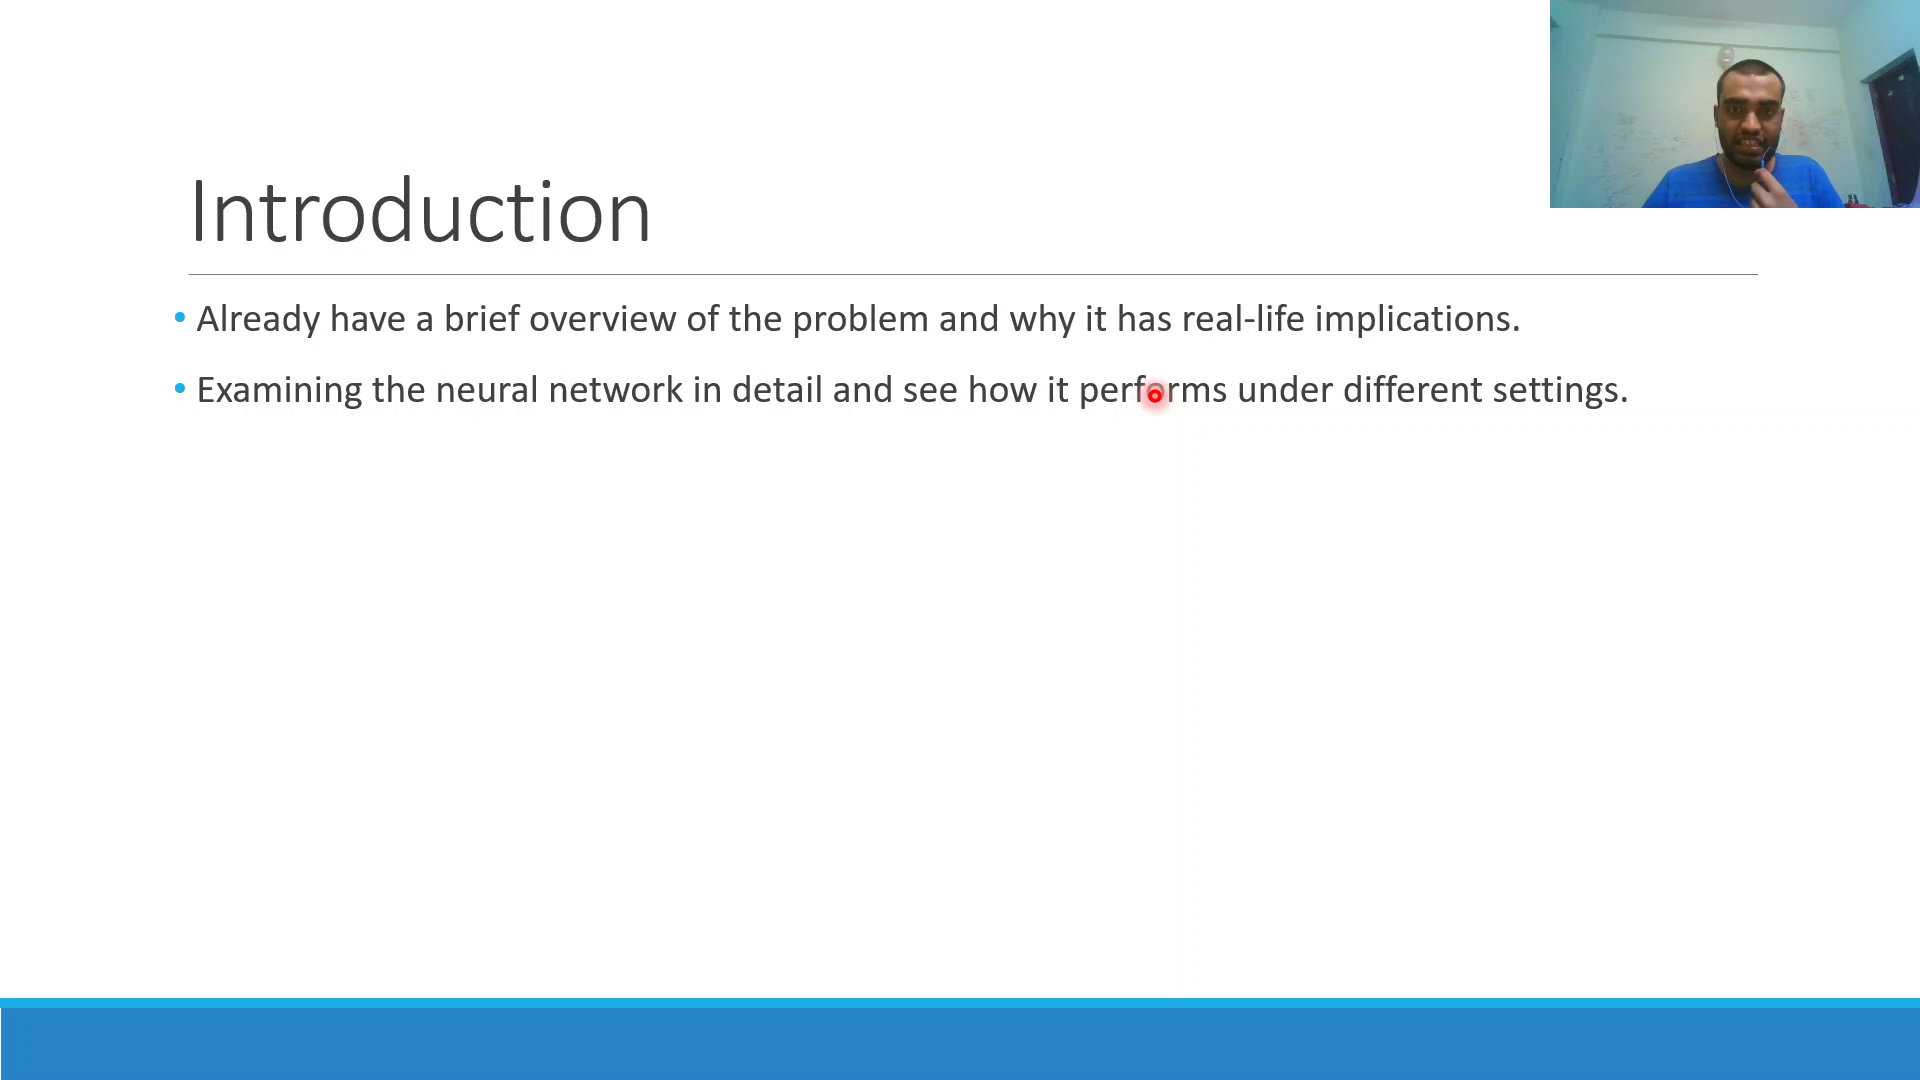 Introduction
• Already have a brief overview of the problem and why it has real-life implications.
• Examining the neural network in detail and see how it performs under different settings.